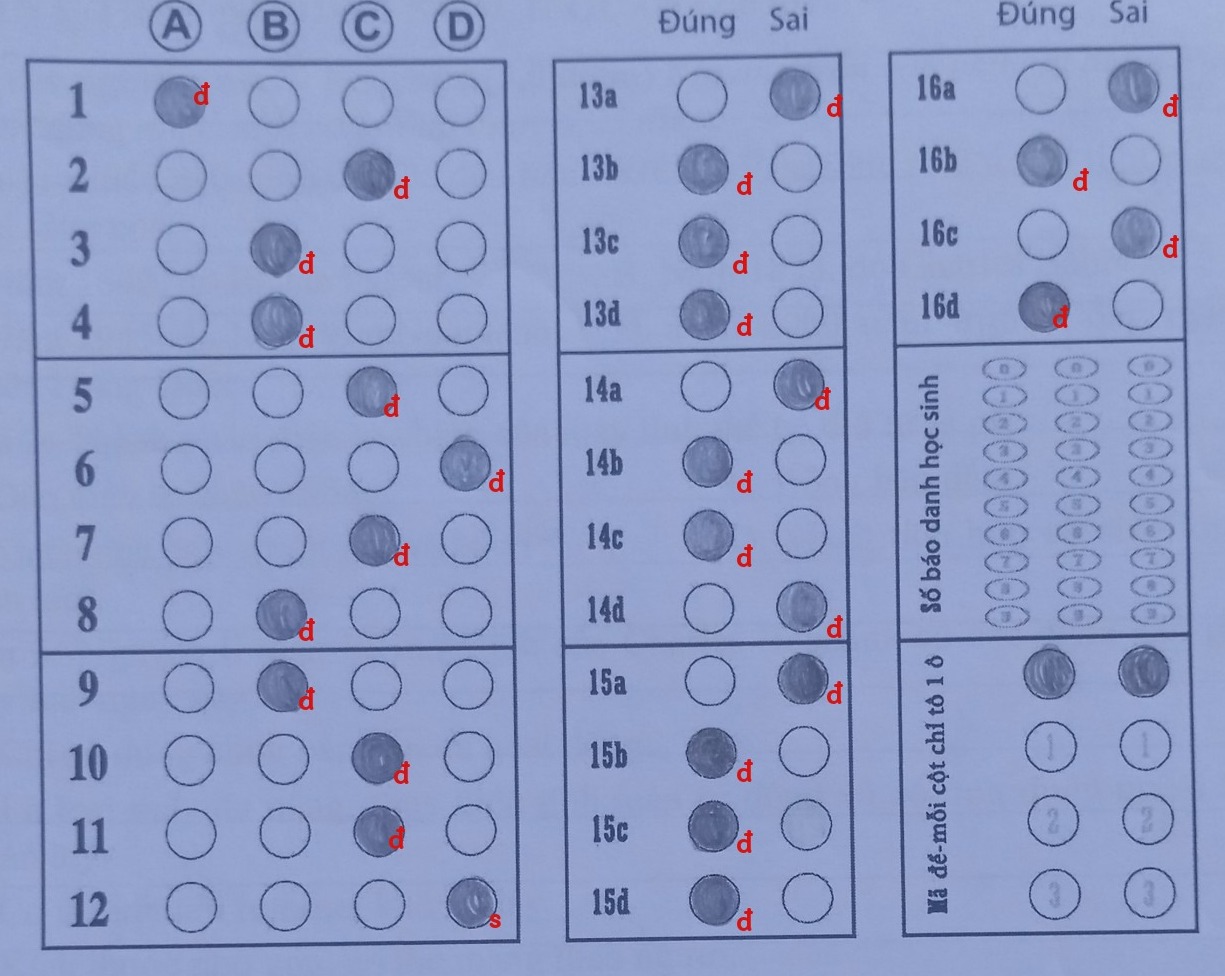 A B C D
1 đ
2 đ
3 đ
4 đ
5 đ
6 đ
7 đ
8 đ
9 đ
10 đ
11 đ
12 s
Đúng Sai
13a đ
13b đ
13c đ
13d đ
14a đ
14b đ
14c đ
14d đ
15a đ
15b đ
15c đ
15d đ
Đúng Sai
16a đ
16b đ
16c đ
16d đ
Số báo danh học sinh
0 0 0
1 1 1
2 2 2
3 3 3
4 4 4
5 5 5
6 6 6
7 7 7
8 8 8
9 9 9
Mã đề-mỗi cột chỉ tô 1 ô
1 1
2 2
3 3